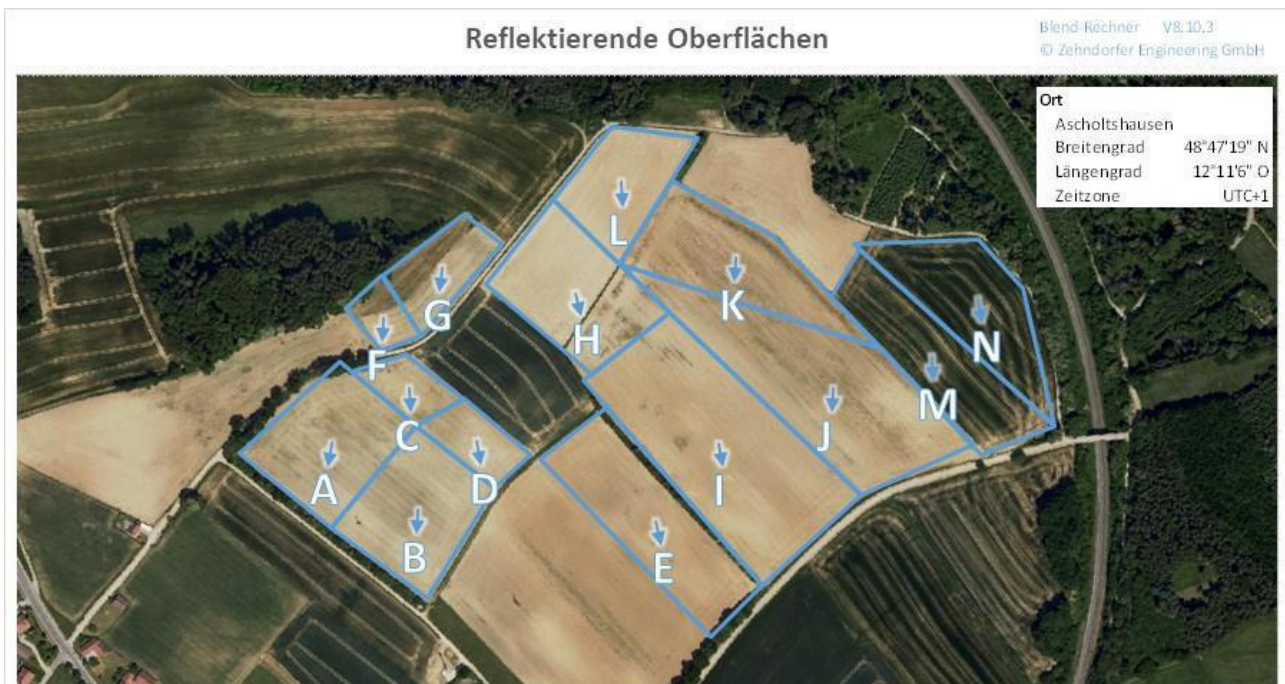 Reflektierende Oberflächen
Blend-Rechner V8.10.3
© Zehndorfer Engineering GmbH
Ort
Ascholtshausen
Breitengrad 48°47'19" N
Längengrad 12°11'6" O
Zeitzone UTC+1
L
G
K
H
F
N
M
C
J
A
D
I
B
E